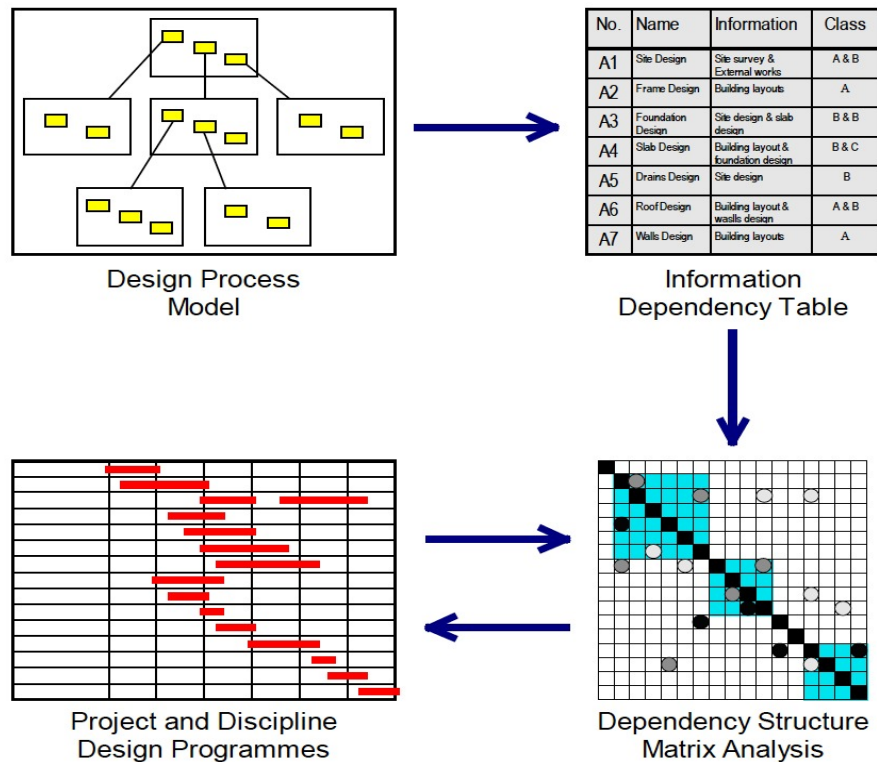 No. Name Information Class
A1 Site Design Site survey & A & B
External works
A2 Frame Design Building layouts A
A3 Foundation Site design & slab B & B
Design design
A4 Slab Design Building layout & B & C
foundation design
A5 Drains Design Site design B
A6 Roof Design Building layout & A & B
waslls design
A7 Walls Design Building layouts A
Design Process
Model
Information
Dependency Table
Project and Discipline
Design Programmes
Dependency Structure
Matrix Analysis